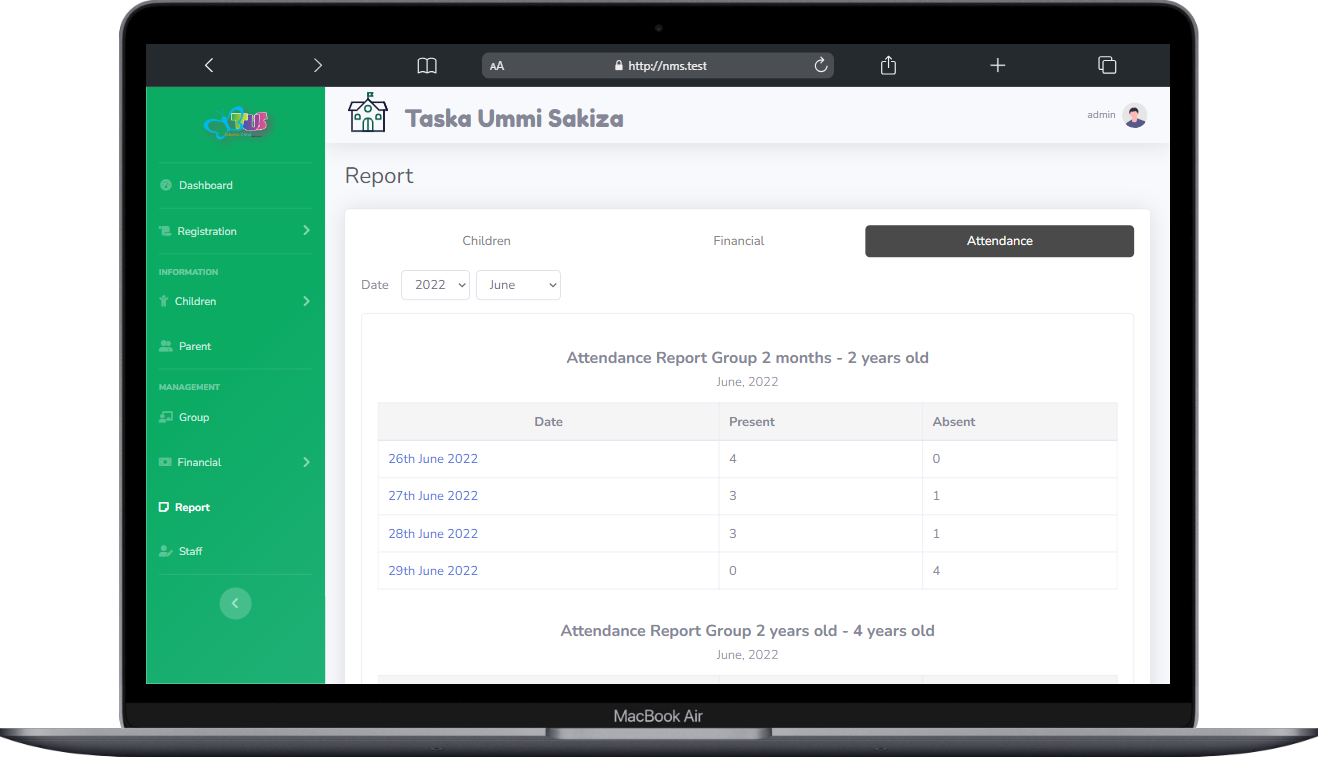 AA http://nms.test
TUS
Taska Ummi Sakiza
admin
Dashboard
Registration
INFORMATION
Children
Parent
MANAGEMENT
Group
Financial
Report
Staff
Report
Children Financial Attendance
Date 2022 June
Attendance Report Group 2 months - 2 years old
June, 2022
Date Present Absent
26th June 2022 4 0
27th June 2022 3 1
28th June 2022 3 1
29th June 2022 0 4
Attendance Report Group 2 years old - 4 years old
June, 2022
MacBook Air